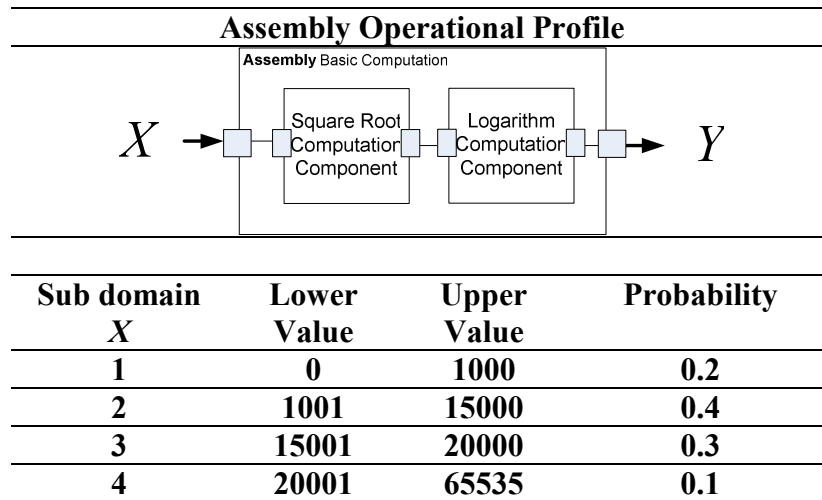 Assembly Operational Profile
Assembly Basic Computation
X
Square Root
Computation
Component
Logarithm
Computation
Component
Y
Sub domain X Lower Value Upper Value Probability
1 0 1000 0.2
2 1001 15000 0.4
3 15001 20000 0.3
4 20001 65535 0.1